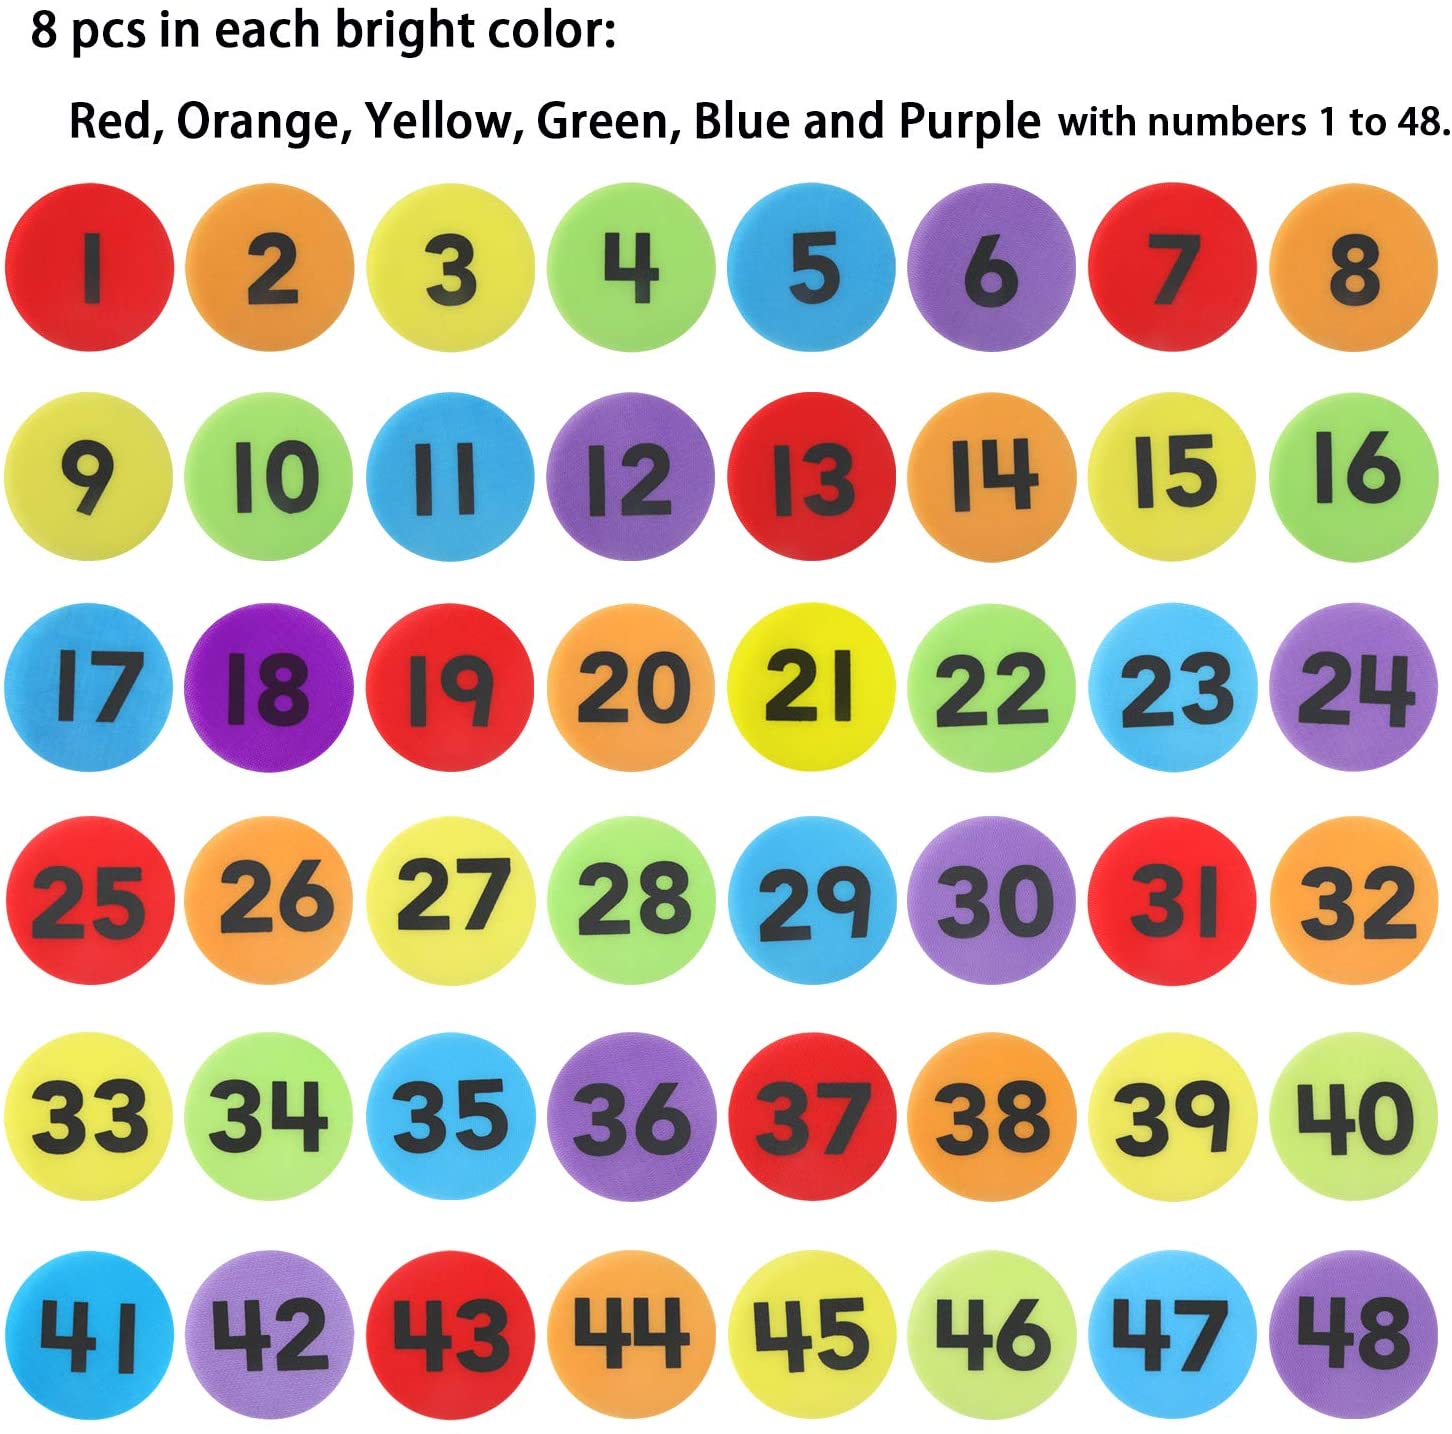 8 pcs in each bright color:
Red, Orange, Yellow, Green, Blue and Purple with numbers 1 to 48.
1 2 3 4 5 6 7 8
9 10 11 12 13 14 15 16
17 18 19 20 21 22 23 24
25 26 27 28 29 30 31 32
33 34 35 36 37 38 39 40
41 42 43 44 45 46 47 48